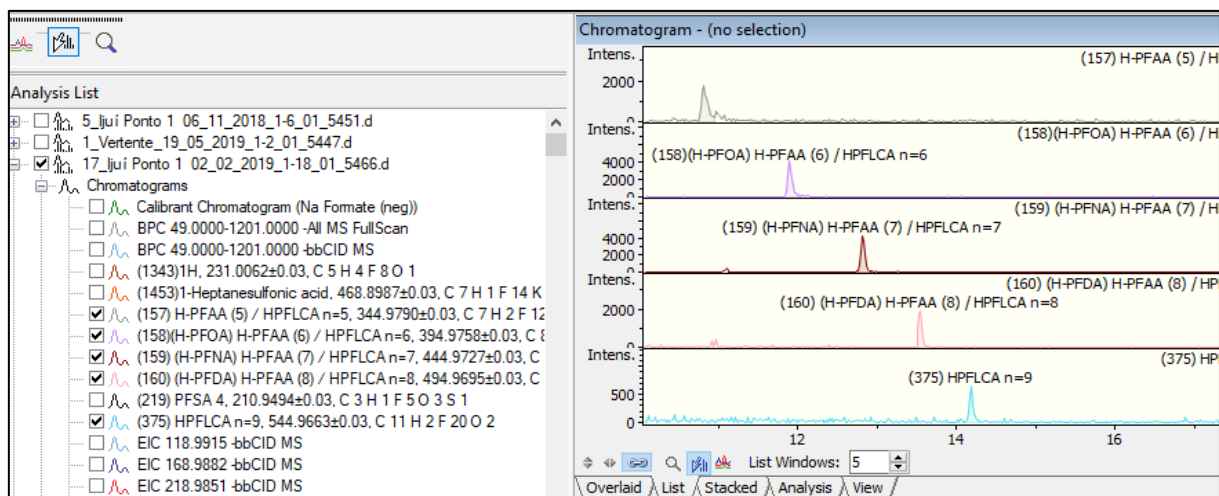 Analysis List
5_Ijuí Ponto 1 06_11_2018_1-6_01_5451.d
1_Vertente_19_05_2019_1-2_01_5447.d
17_Ijuí Ponto 1 02_02_2019_1-18_01_5466.d
Chromatograms
Calibrant Chromatogram (Na Formate (neg))
BPC 49.0000-1201.0000 -All MS FullScan
BPC 49.0000-1201.0000 -bbCID MS
(1343)1H, 231.0062±0.03, C 5 H 4 F 8 O 1
(1453)1-Heptanesulfonic acid, 468.8987±0.03, C 7 H 1 F 14 K
(157) H-PFAA (5) / HPFLCA n=5, 344.9790±0.03, C 7 H 2 F 12
(158)(H-PFOA) H-PFAA (6) / HPFLCA n=6, 394.9758±0.03, C 8
(159) (H-PFNA) H-PFAA (7) / HPFLCA n=7, 444.9727±0.03, C
(160) (H-PFDA) H-PFAA (8) / HPFLCA n=8, 494.9695±0.03, C
(219) PFSA 4, 210.9494±0.03, C 3 H 1 F 5 O 3 S 1
(375) HPFLCA n=9, 544.9663±0.03, C 11 H 2 F 20 O 2
EIC 118.9915 -bbCID MS
EIC 168.9882 -bbCID MS
EIC 218.9851 -bbCID MS
Chromatogram - (no selection)
Intens.
(157) H-PFAA (5) / H
2000
0
Intens.
(158)(H-PFOA) H-PFAA (6) /
(158)(H-PFOA) H-PFAA (6) / HPFLCA n=6
4000
2000
0
Intens.
(159) (H-PFNA) H-PFAA (7) / H
(159) (H-PFNA) H-PFAA (7) / HPFLCA n=7
4000
2000
0
Intens.
(160) (H-PFDA) H-PFAA (8) / H
(160) (H-PFDA) H-PFAA (8) / HPFLCA n=8
2000
0
Intens.
(375) HPF
(375) HPFLCA n=9
500
0
12 14 16
List Windows: 5
Overlaid List Stacked Analysis View